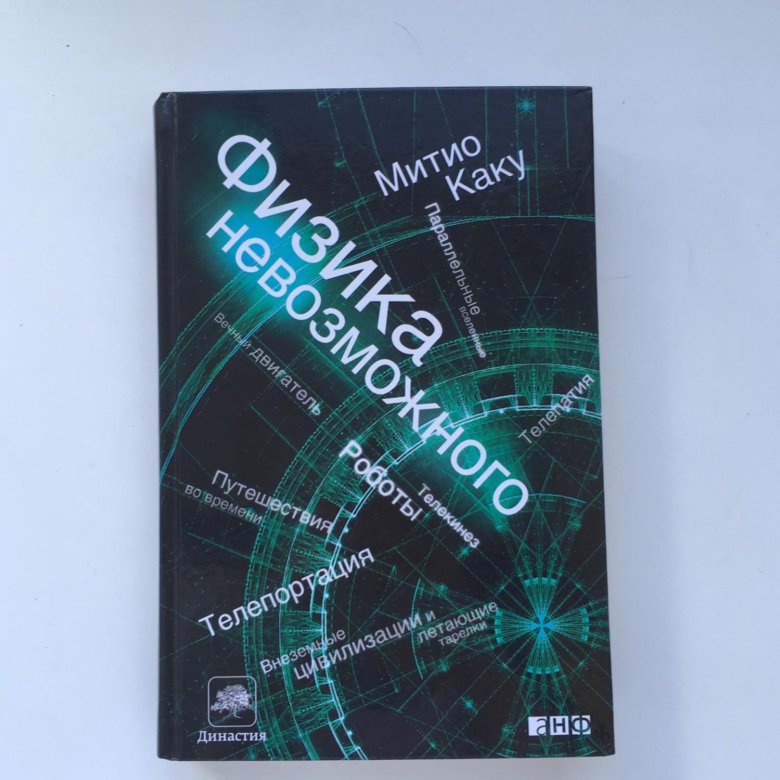 Митио
Каку
Физика
невозможного
Параллельные
вселенные
Вечный двигатель
Телепатия
Роботы
Телекинез
Путешествия
во времени
Телепортация
Внеземные
цивилизации и
летающие
тарелки
Династия
анф